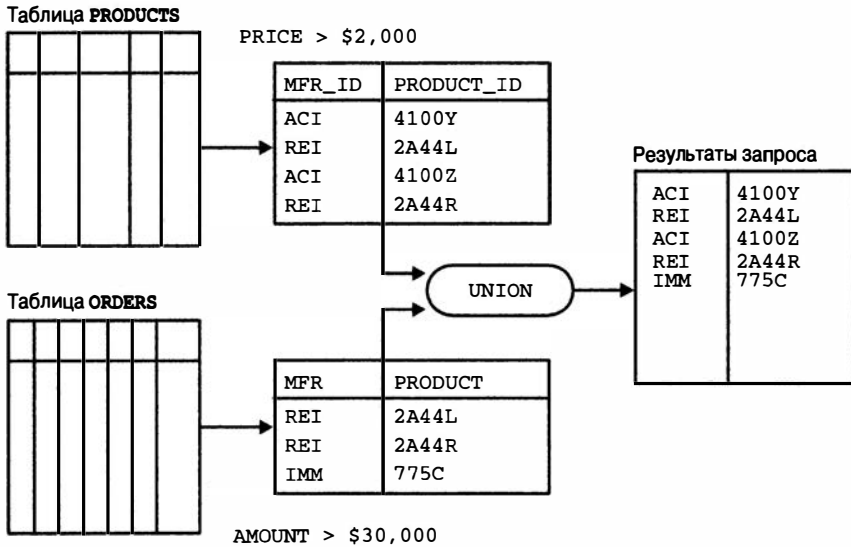 Таблица PRODUCTS
PRICE > $2,000
MFR_ID PRODUCT_ID
ACI 4100Y
REI 2A44L
ACI 4100Z
REI 2A44R
Результаты запроса
ACI 4100Y
REI 2A44L
ACI 4100Z
REI 2A44R
IMM 775C
UNION
Таблица ORDERS
MFR PRODUCT
REI 2A44L
REI 2A44R
IMM 775C
AMOUNT > $30,000